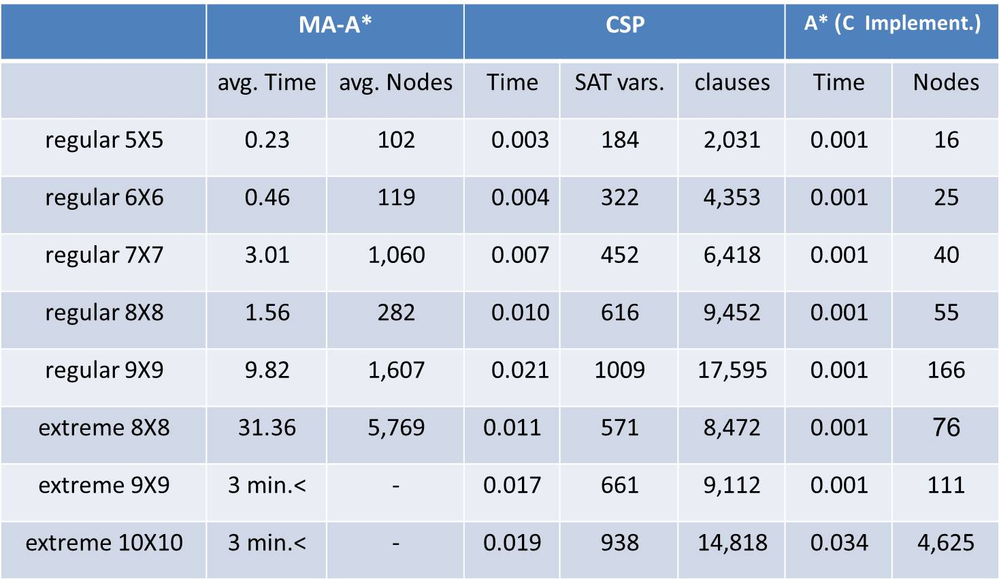 MA-A* CSP A* (C Implement.)
avg. Time avg. Nodes Time SAT vars. clauses Time Nodes
regular 5X5 0.23 102 0.003 184 2,031 0.001 16
regular 6X6 0.46 119 0.004 322 4,353 0.001 25
regular 7X7 3.01 1,060 0.007 452 6,418 0.001 40
regular 8X8 1.56 282 0.010 616 9,452 0.001 55
regular 9X9 9.82 1,607 0.021 1009 17,595 0.001 166
extreme 8X8 31.36 5,769 0.011 571 8,472 0.001 76
extreme 9X9 3 min.< - 0.017 661 9,112 0.001 111
extreme 10X10 3 min.< - 0.019 938 14,818 0.034 4,625